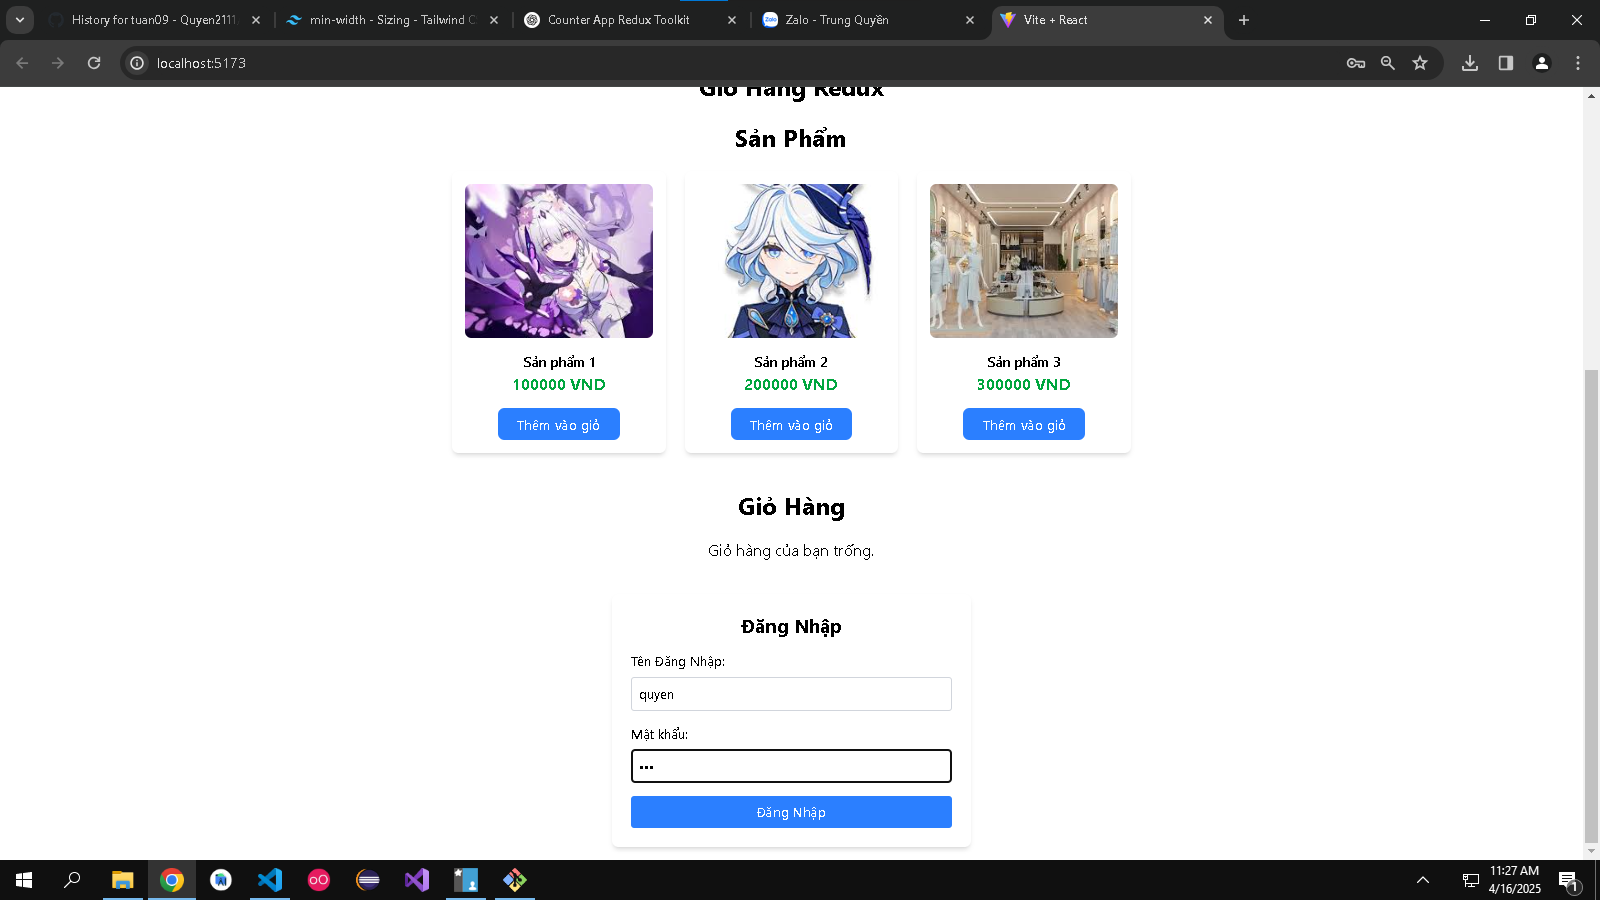 History for tuan09 - Quyen2111
min-width - Sizing - Tailwind C
Counter App Redux Toolkit
Zalo - Trung Quyền
Vite + React
localhost:5173
Giỏ Hàng Redux
Sản Phẩm
Sản phẩm 1
100000 VND
Thêm vào giỏ
Sản phẩm 2
200000 VND
Thêm vào giỏ
Sản phẩm 3
300000 VND
Thêm vào giỏ
Giỏ Hàng
Giỏ hàng của bạn trống.
Đăng Nhập
Tên Đăng Nhập:
quyen
Mật khẩu:
•••
Đăng Nhập
11:27 AM
4/16/2025
1